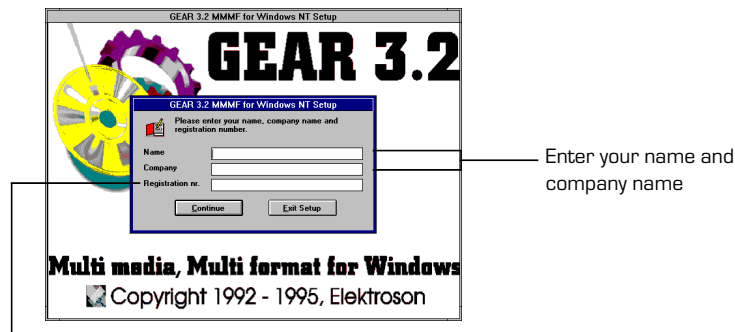 GEAR 3.2 MMMF for Windows NT Setup
GEAR 3.2
GEAR 3.2 MMMF for Windows NT Setup
Please enter your name, company name and
registration number.
Name
Company
Registration nr.
Continue Exit Setup
Enter your name and
company name
Multi media, Multi format for Windows
Copyright 1992 - 1995, Elektroson